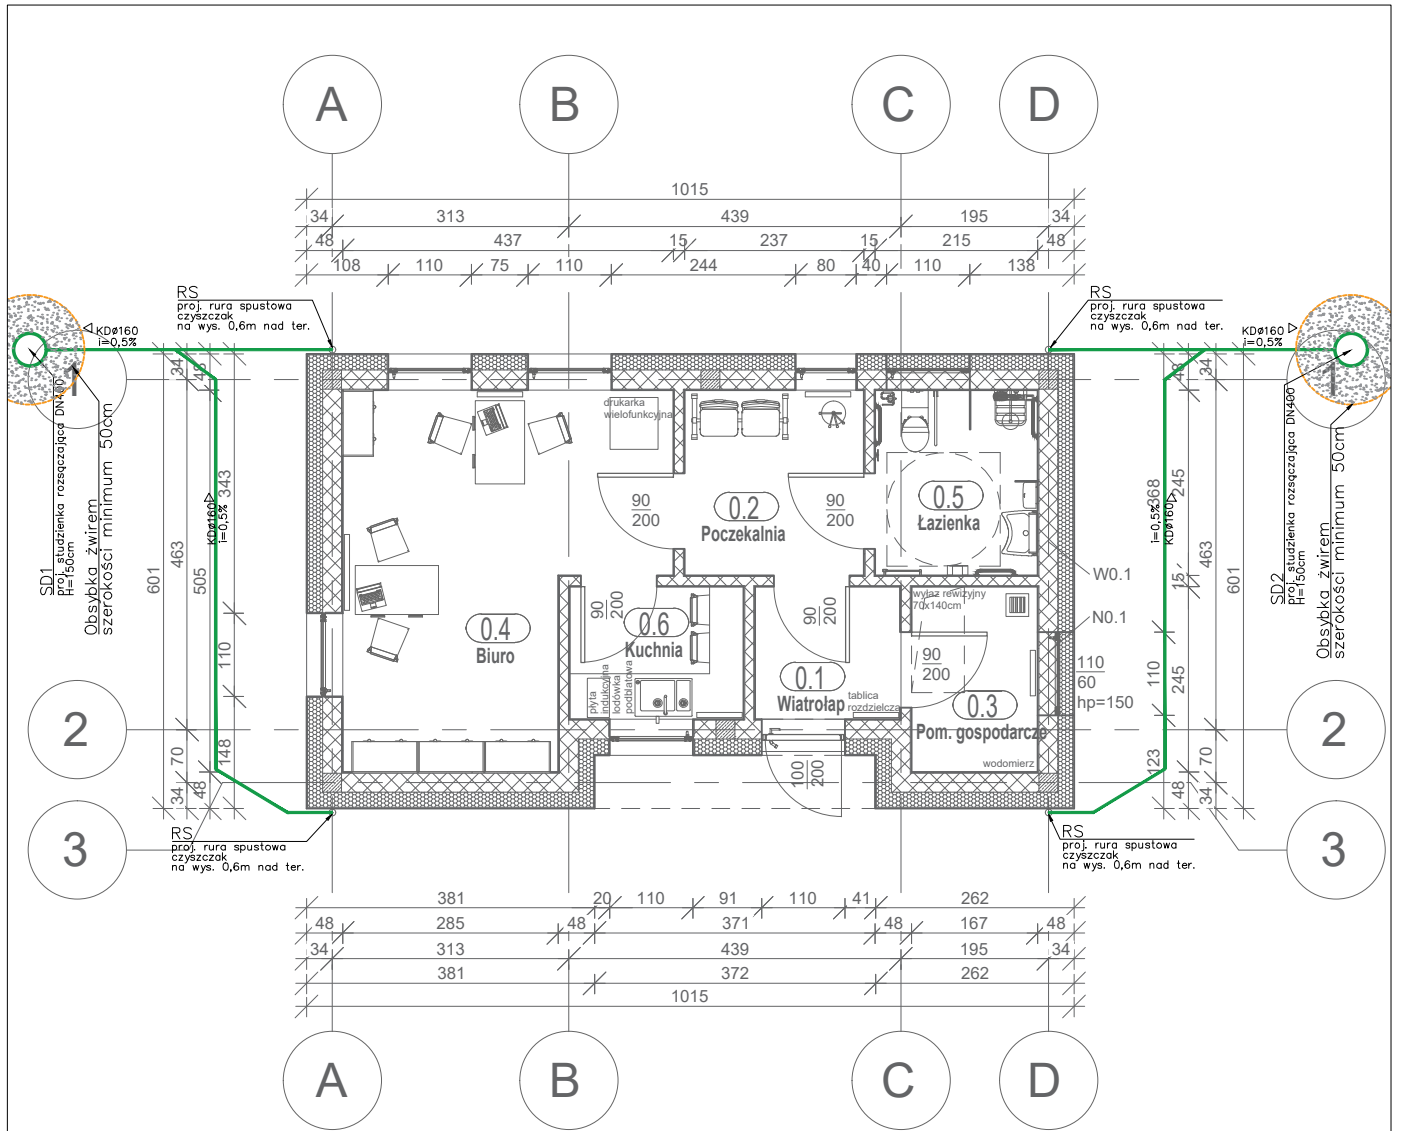 A
B
C
D
1015
34
313
439
195
34
48
437
15
237
15
215
48
108
110
75
110
244
80
40
110
138
RS
proj. rura spustowa
czyszczak
na wys. 0,6m nad ter.
RS
proj. rura spustowa
czyszczak
na wys. 0,6m nad ter.
KDø160
i=0,5%
KDø160
i=0,5%
1
1
SD1
proj. studzienka rozsączająca DN400
H=150cm
Obsybka żwirem
szerokości minimum 50cm
SD2
proj. studzienka rozsączająca DN400
H=150cm
Obsybka żwirem
szerokości minimum 50cm
601
34
463
70
34
48
505
48
343
110
148
KDø160
i=0,5%
368
110
123
48
245
15
245
48
34
463
70
34
601
i=0,5%
KDø160
drukarka
wielofunkcyjna
90
200
0.2
Poczekalnia
90
200
0.5
Łazienka
W0.1
N0.1
110
60
hp=150
0.4
Biuro
90
200
0.6
Kuchnia
płyta
indukcyjna
lodówka
podblatowa
90
200
0.1
Wiatrołap
tablica
rozdzielcza
wyłaz rewizyjny
70x140cm
90
200
0.3
Pom. gospodarcze
wodomierz
100
200
2
2
3
3
RS
proj. rura spustowa
czyszczak
na wys. 0,6m nad ter.
RS
proj. rura spustowa
czyszczak
na wys. 0,6m nad ter.
381
20
110
91
110
41
262
48
285
48
371
48
167
48
34
313
439
195
34
381
372
262
1015
A
B
C
D